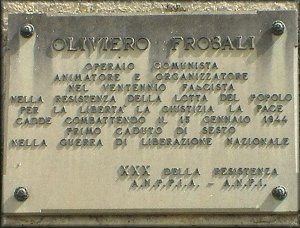 OLIVIERO FROSALI
OPERAIO COMUNISTA
ANIMATORE E ORGANIZZATORE
NEL VENTENNIO FASCISTA
NELLA RESISTENZA DELLA LOTTA DEL POPOLO
PER LA LIBERTA LA GIUSTIZIA LA PACE
CADDE COMBATTENDO IL 15 GENNAIO 1944
PRIMO CADUTO DI SESTO
NELLA GUERRA DI LIBERAZIONE NAZIONALE
XXX DELLA RESISTENZA
A.N.P.P.I.A. - A.N.P.I.